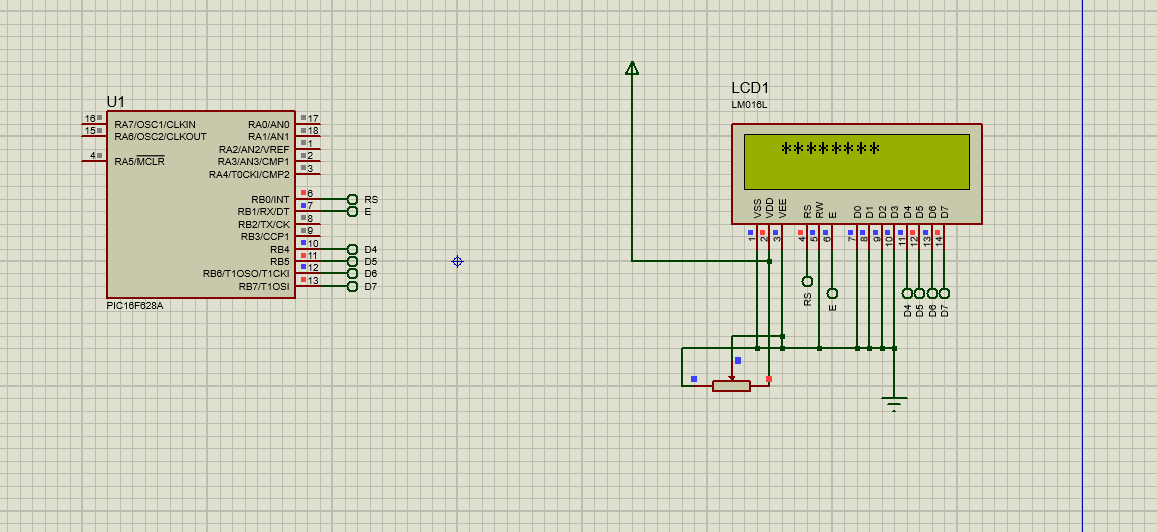 U1
16 RA7/OSC1/CLKIN RA0/AN0 17
15 RA6/OSC2/CLKOUT RA1/AN1 18
RA2/AN2/VREF 1
4 RA5/MCLR RA3/AN3/CMP1 2
RA4/T0CKI/CMP2 3
RB0/INT 6 RS
RB1/RX/DT 7 E
RB2/TX/CK 8
RB3/CCP1 9
RB4 10 D4
RB5 11 D5
RB6/T1OSO/T1CKI 12 D6
RB7/T1OSI 13 D7
PIC16F628A
LCD1
LM016L
********
VSS VDD VEE RS RW E D0 D1 D2 D3 D4 D5 D6 D7
1 2 3 4 5 6 7 8 9 10 11 12 13 14
RS E D4 D5 D6 D7